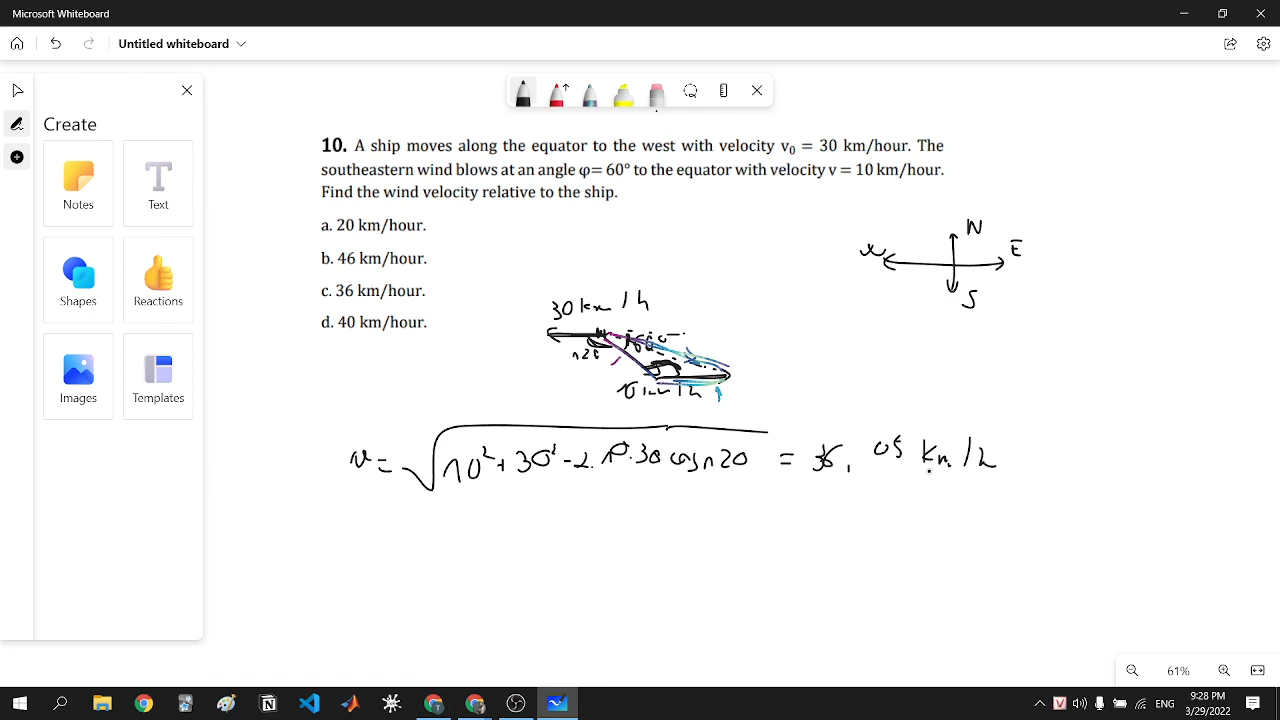 Microsoft Whiteboard
Untitled whiteboard
Create
Notes
Text
Shapes
Reactions
Images
Templates
10. A ship moves along the equator to the west with velocity v₀ = 30 km/hour. The
southeastern wind blows at an angle φ= 60° to the equator with velocity v = 10 km/hour.
Find the wind velocity relative to the ship.
a. 20 km/hour.
b. 46 km/hour.
c. 36 km/hour.
d. 40 km/hour.
N
E
S
30 km / h
120
10 km / h
v = √10² + 30² - 2. 10. 30 cos 120 = 36, 05 km / h
61%
ENG
9:28 PM
3/29/2022